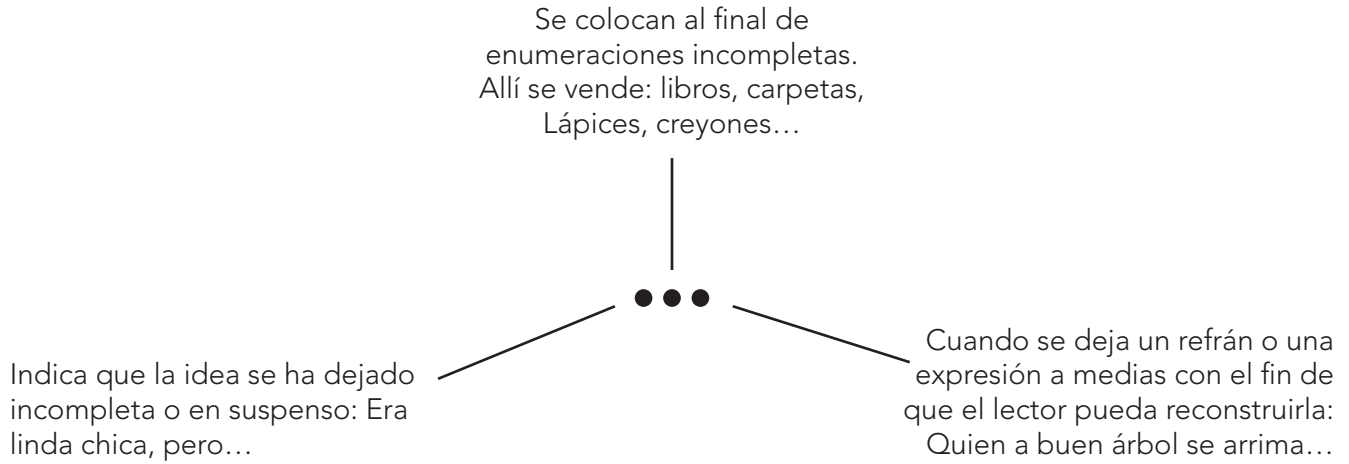 Se colocan al final de
enumeraciones incompletas.
Allí se vende: libros, carpetas,
Lápices, creyones…
•••
Indica que la idea se ha dejado
incompleta o en suspenso: Era
linda chica, pero…
Cuando se deja un refrán o una
expresión a medias con el fin de
que el lector pueda reconstruirla:
Quien a buen árbol se arrima…